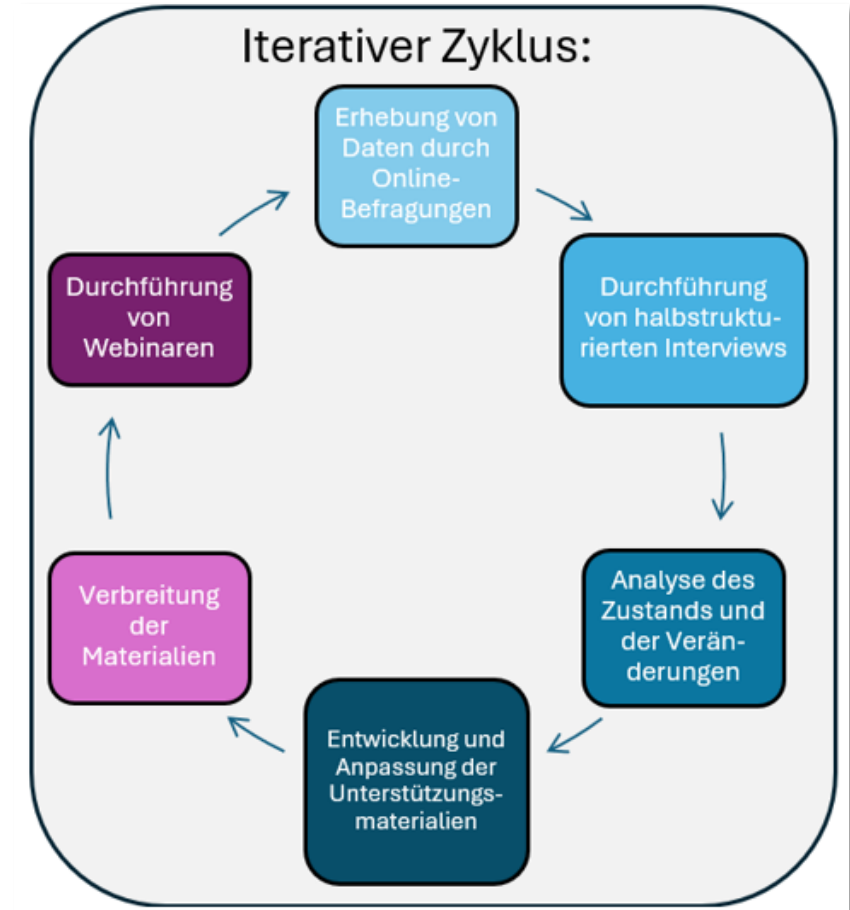 Iterativer Zyklus:
Erhebung von
Daten durch
Online-
Befragungen
Durchführung
von halbstruktu-
rierten Interviews
Analyse des
Zustands und
der Verän-
derungen
Entwicklung und
Anpassung der
Unterstützungs-
materialien
Verbreitung
der
Materialien
Durchführung
von
Webinaren